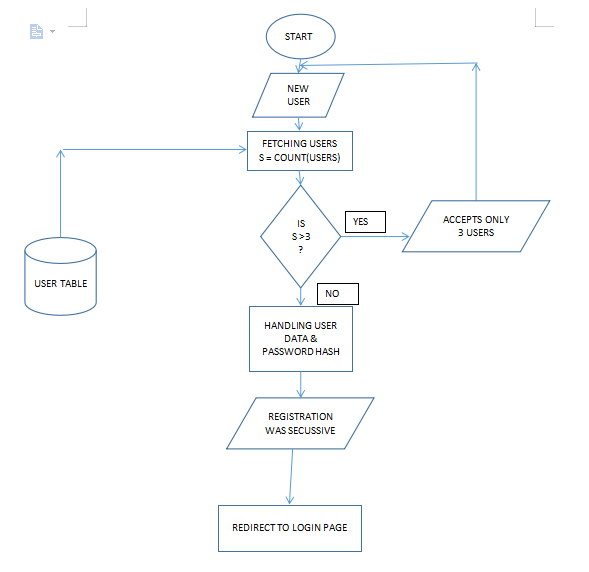 START
NEW
USER
FETCHING USERS
S = COUNT(USERS)
IS
S>3
?
YES
ACCEPTS ONLY
3 USERS
USER TABLE
NO
HANDLING USER
DATA &
PASSWORD HASH
REGISTRATION
WAS SECUSSIVE
REDIRECT TO LOGIN PAGE